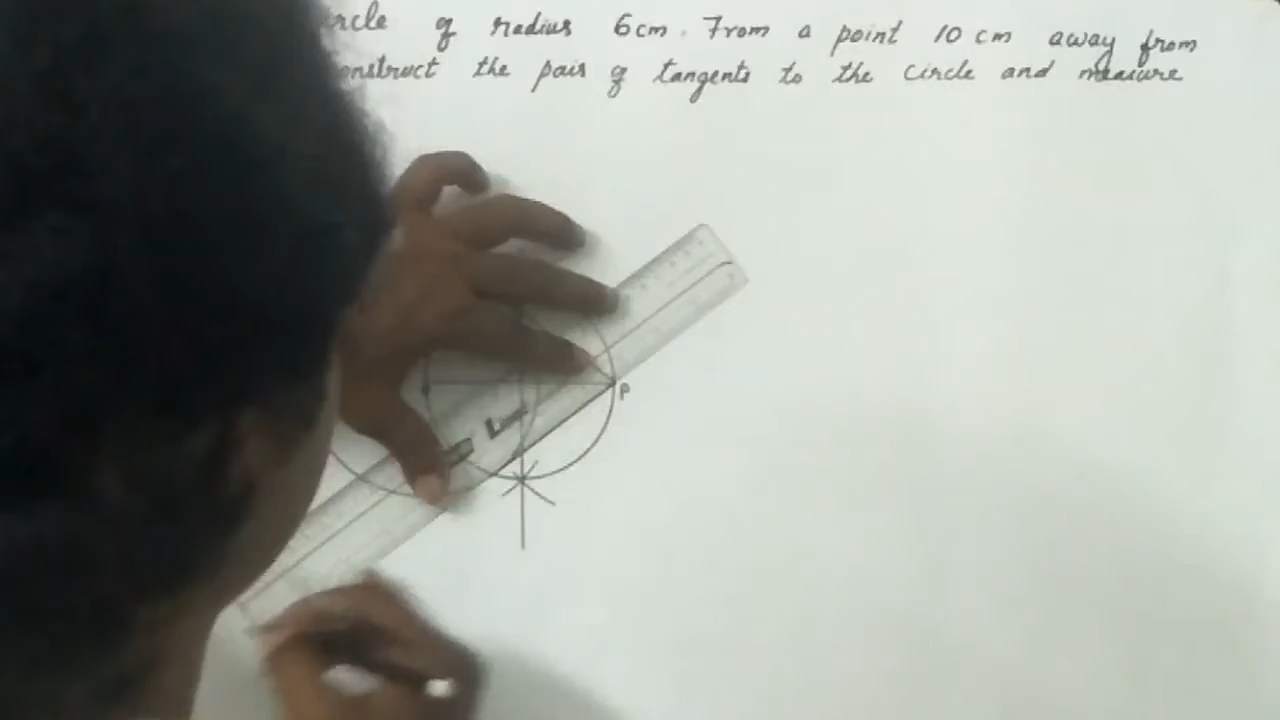 ircle of radius 6cm. From a point 10 cm away from
onstruct the pair of tangents to the circle and measure
P